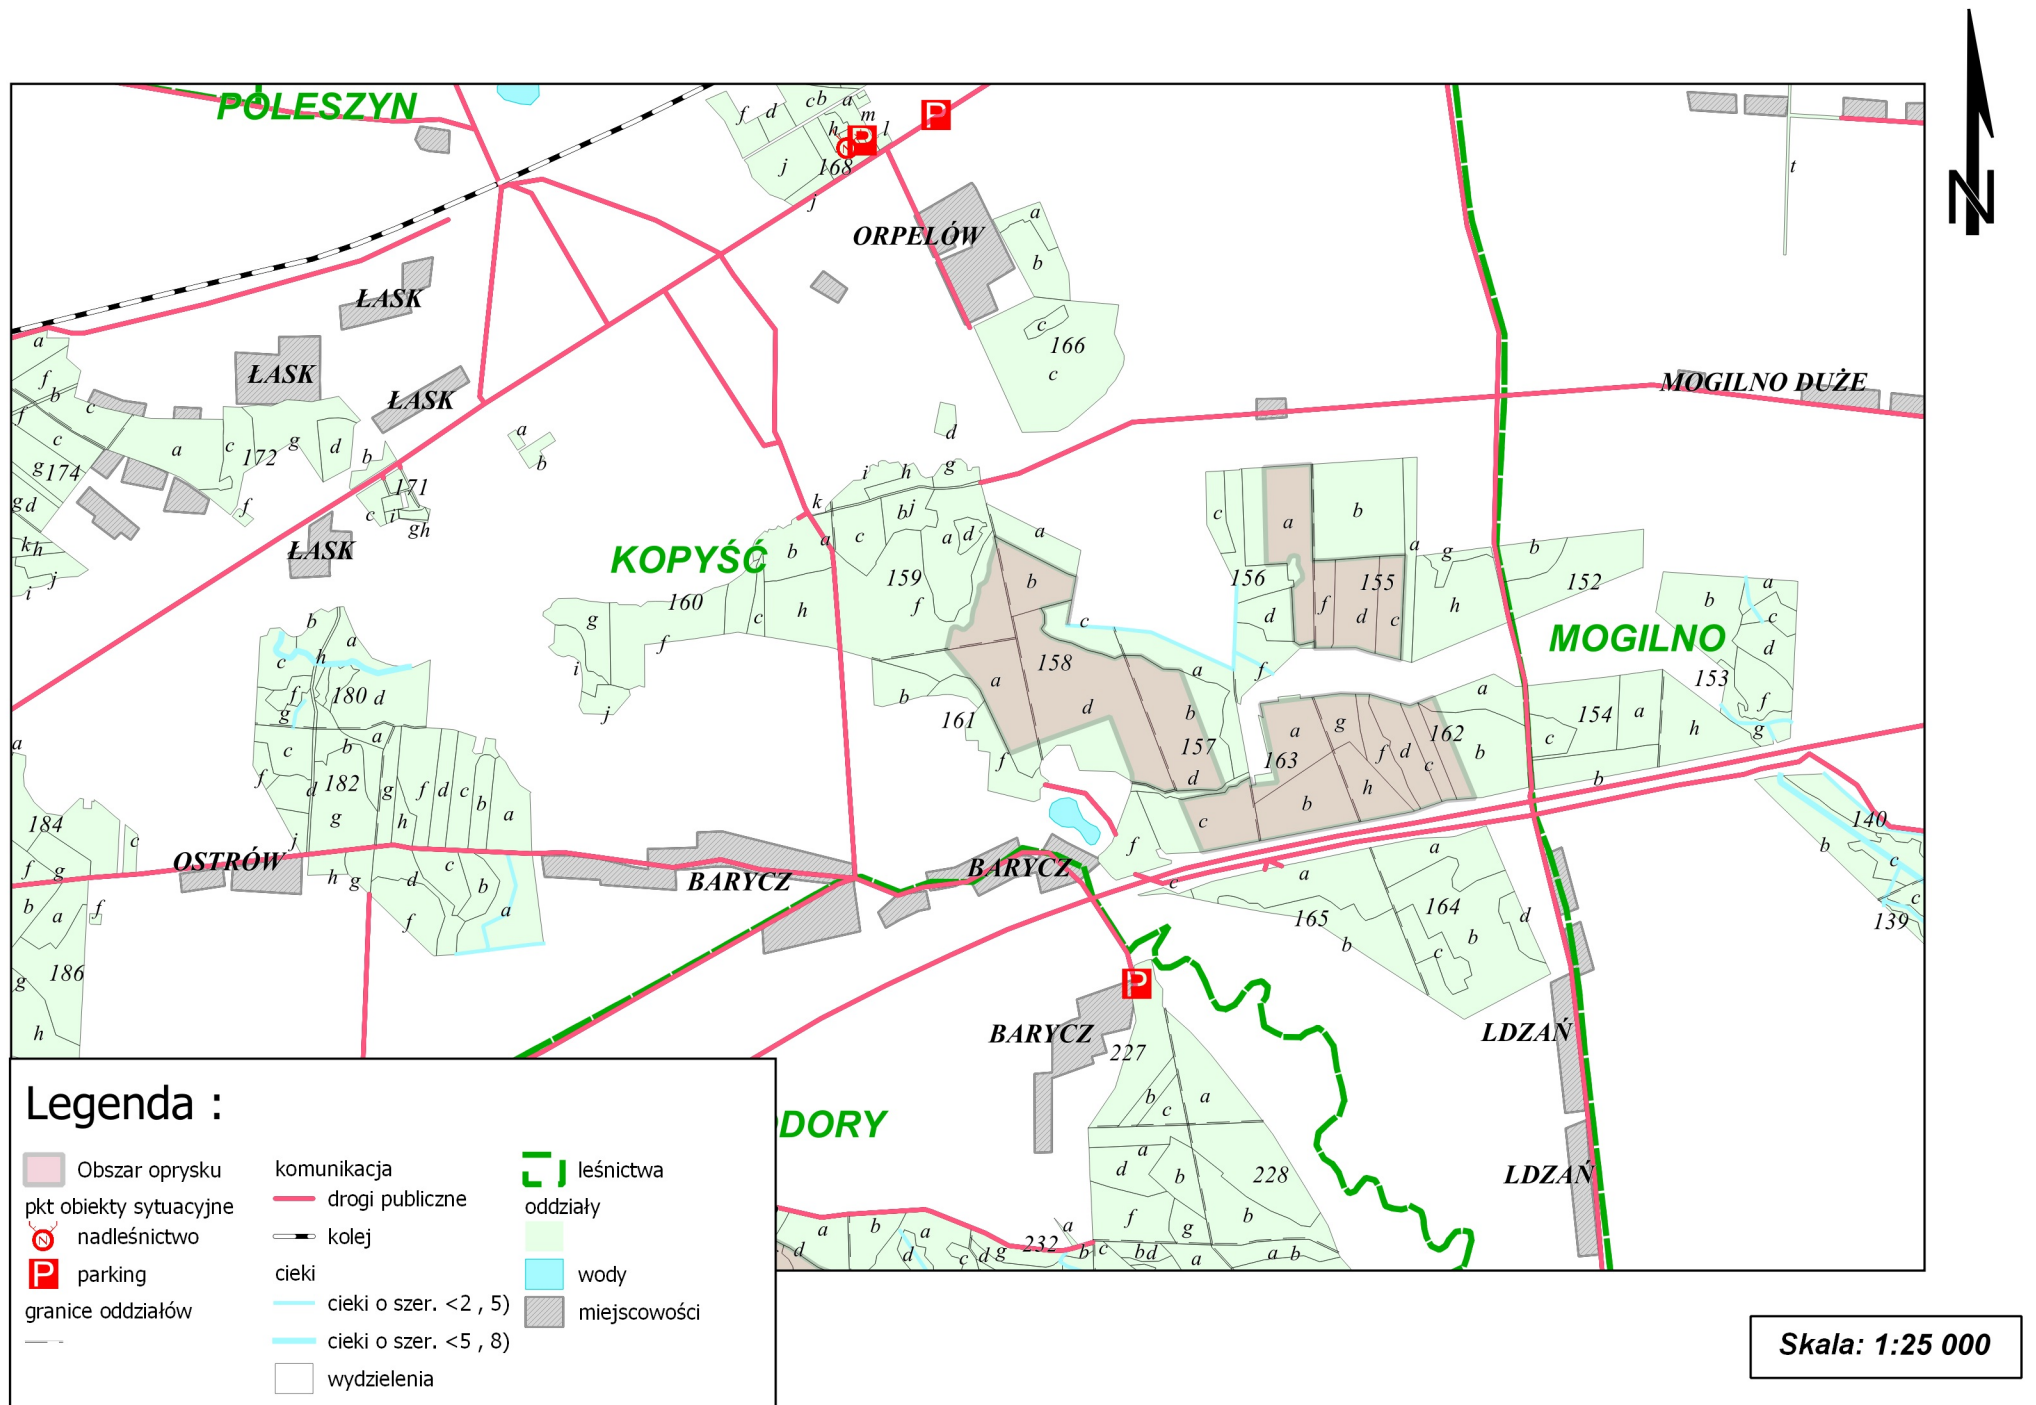 POLESZYN
f d cb a m
h P l P
j 168
j
t
N
ORPELÓW
a
b
c
166
c
ŁASK
ŁASK
ŁASK
MOGILNO DUŻE
a
f b c
f
c
g 174
g d
k h
j
i
a c 172 g d b
f
171
c i
g h
ŁASK
a
b
d
i h g
k
b j
a c a d
b
159
f
KOPYŚĆ
160
g c h
f
i
j
a
b
c
158
a
d
b 161
f
a
b
157
d
c a b
156
d
f
a g b
155
f d c
h
152
MOGILNO
a
b c
d
153
f
g
a
154 a h
c
b
a g 162
163 f d c b
b h
c
f
b a
c h
f 180 d
g
a
c b
f d 182 g f d c b a
g h
j
a
184
c
f g
b a f
186
g
h
OSTRÓW
h g d c
b
f a
BARYCZ
BARYCZ
c
a
a
165 164 d
b b
c
140
b
c
c
139
BARYCZ
227
LDZAŃ
b
c
a
DORY
a
d b 228
f g b
LDZAŃ
d a b a
d c d g 232
a
b c b d a a b
Legenda :
Obszar oprysku
pkt obiekty sytuacyjne
N nadleśnictwo
P parking
granice oddziałów
komunikacja
drogi publiczne
kolej
cieki
cieki o szer. <2 , 5)
cieki o szer. <5 , 8)
wydzielenia
leśnictwa
oddziały
wody
miejscowości
Skala: 1:25 000